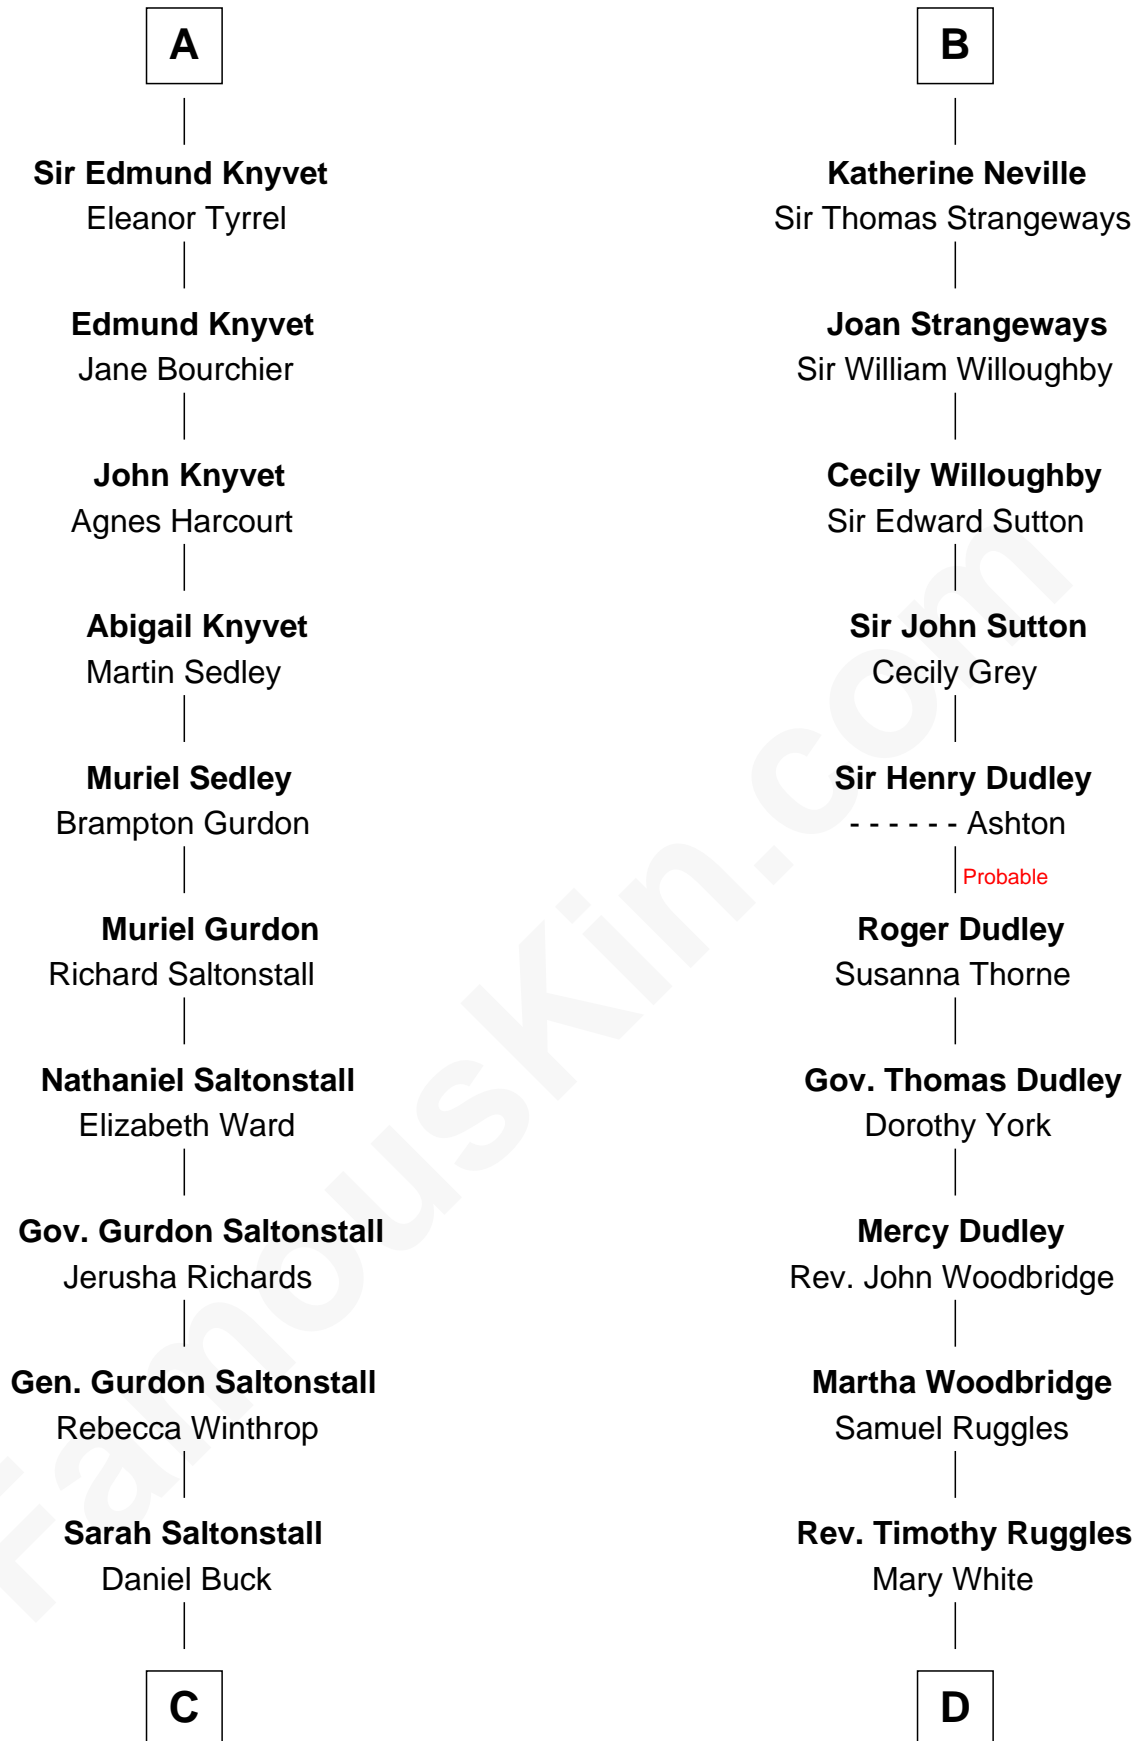 A
Sir Edmund Knyvet
Eleanor Tyrrel
Edmund Knyvet
Jane Bourchier
John Knyvet
Agnes Harcourt
Abigail Knyvet
Martin Sedley
Muriel Sedley
Brampton Gurdon
Muriel Gurdon
Richard Saltonstall
Nathaniel Saltonstall
Elizabeth Ward
Gov. Gurdon Saltonstall
Jerusha Richards
Gen. Gurdon Saltonstall
Rebecca Winthrop
Sarah Saltonstall
Daniel Buck
C
B
Katherine Neville
Sir Thomas Strangeways
Joan Strangeways
Sir William Willoughby
Cecily Willoughby
Sir Edward Sutton
Sir John Sutton
Cecily Grey
Sir Henry Dudley
- - - - - - Ashton
Probable
Roger Dudley
Susanna Thorne
Gov. Thomas Dudley
Dorothy York
Mercy Dudley
Rev. John Woodbridge
Martha Woodbridge
Samuel Ruggles
Rev. Timothy Ruggles
Mary White
D
FamousKin.com